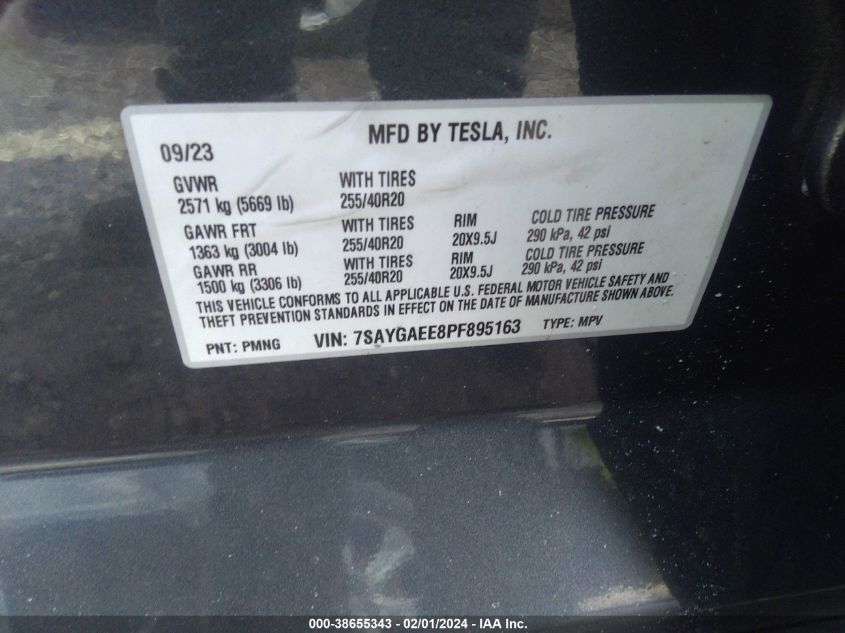 MFD BY TESLA, INC.
09/23
GVWR WITH TIRES
2571 kg (5669 lb) 255/40R20
GAWR FRT WITH TIRES RIM COLD TIRE PRESSURE
1363 kg (3004 lb) 255/40R20 20X9.5J 290 kPa, 42 psi
GAWR RR WITH TIRES RIM COLD TIRE PRESSURE
1500 kg (3306 lb) 255/40R20 20X9.5J 290 kPa, 42 psi
THIS VEHICLE CONFORMS TO ALL APPLICABLE U.S. FEDERAL MOTOR VEHICLE SAFETY AND
THEFT PREVENTION STANDARDS IN EFFECT ON THE DATE OF MANUFACTURE SHOWN ABOVE.
PNT: PMNG VIN: 7SAYGAEE8PF895163 TYPE: MPV
000-38655343 - 02/01/2024 - IAA Inc.